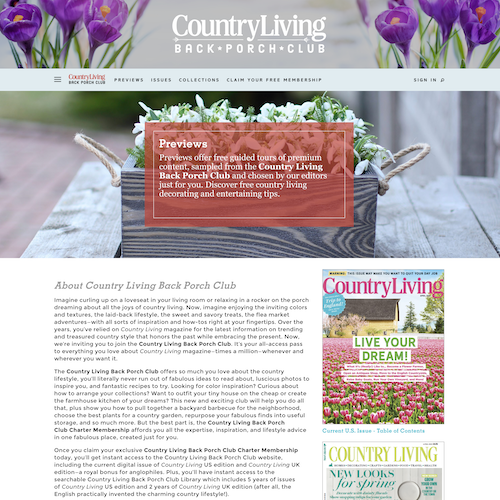 CountryLiving
BACK★PORCH★CLUB
CountryLiving
BACK PORCH CLUB
PREVIEWS ISSUES COLLECTIONS CLAIM YOUR FREE MEMBERSHIP
SIGN IN
Previews
Previews offer free guided tours of premium
content, sampled from the Country Living
Back Porch Club and chosen by our editors
just for you. Discover free country living
decorating and entertaining tips.
About Country Living Back Porch Club
Imagine curling up on a loveseat in your living room or relaxing in a rocker on the porch
dreaming about all the joys of country living. Now, imagine enjoying the inviting colors
and textures, the laid-back lifestyle, the sweet and savory treats, the flea market
adventures—with all sorts of inspiration and how-tos right at your fingertips. Over the
years, you've relied on Country Living magazine for the latest information on trending
and treasured country style that honors the past while embracing the present. Now,
we're inviting you to join the Country Living Back Porch Club. It's your all-access pass
to everything you love about Country Living magazine—times a million—whenever and
wherever you want it.
The Country Living Back Porch Club offers so much you love about the country
lifestyle, you'll literally never run out of fabulous ideas to read about, luscious photos to
inspire you, and fantastic recipes to try. Looking for color inspiration? Curious about
how to arrange your collections? Want to outfit your tiny house on the cheap or create
the farmhouse kitchen of your dreams? This new and exciting club will help you do all
that, plus show you how to pull together a backyard barbecue for the neighborhood,
choose the best plants for a country garden, repurpose your fabulous finds into useful
storage, and so much more. But the best part is, the Country Living Back Porch
Club Charter Membership affords you all the expertise, inspiration, and lifestyle advice
in one fabulous place, created just for you.
Once you claim your exclusive Country Living Back Porch Club Charter Membership
today, you'll get instant access to the Country Living Back Porch Club website,
including the current digital issue of Country Living US edition and Country Living UK
edition—a royal bonus for anglophiles. Plus, you'll have instant access to the
searchable Country Living Back Porch Club Library which includes 5 years of issues
of Country Living US edition and 2 years of Country Living UK edition (after all, the
English practically invented the charming country lifestyle!).
WARNING: THIS ISSUE MAY MAKE YOU WANT TO QUIT YOUR DAY JOB
CountryLiving
LIVE YOUR
DREAM!
Current U.S. Issue - Table of Contents
COUNTRY LIVING
NEW LOOKS
for spring